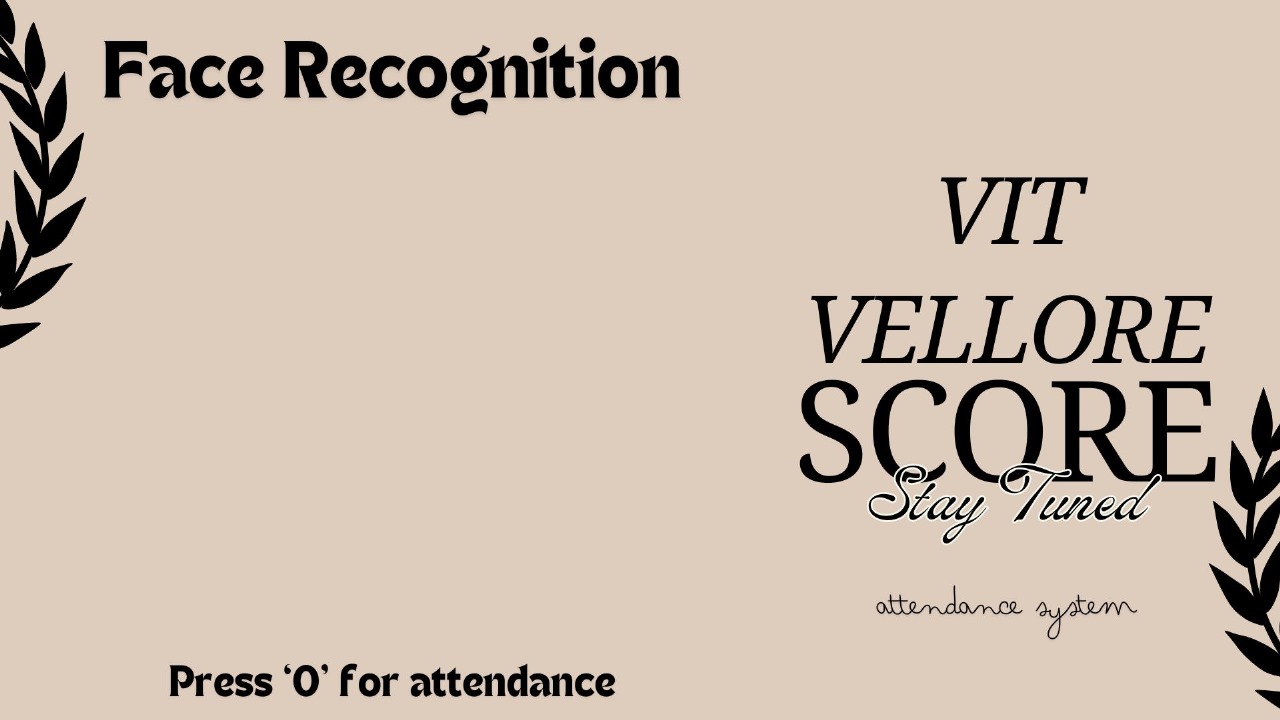 Face Recognition
VIT
VELLORE
SCORE
Stay Tuned
attendance system
Press ‘0’ for attendance